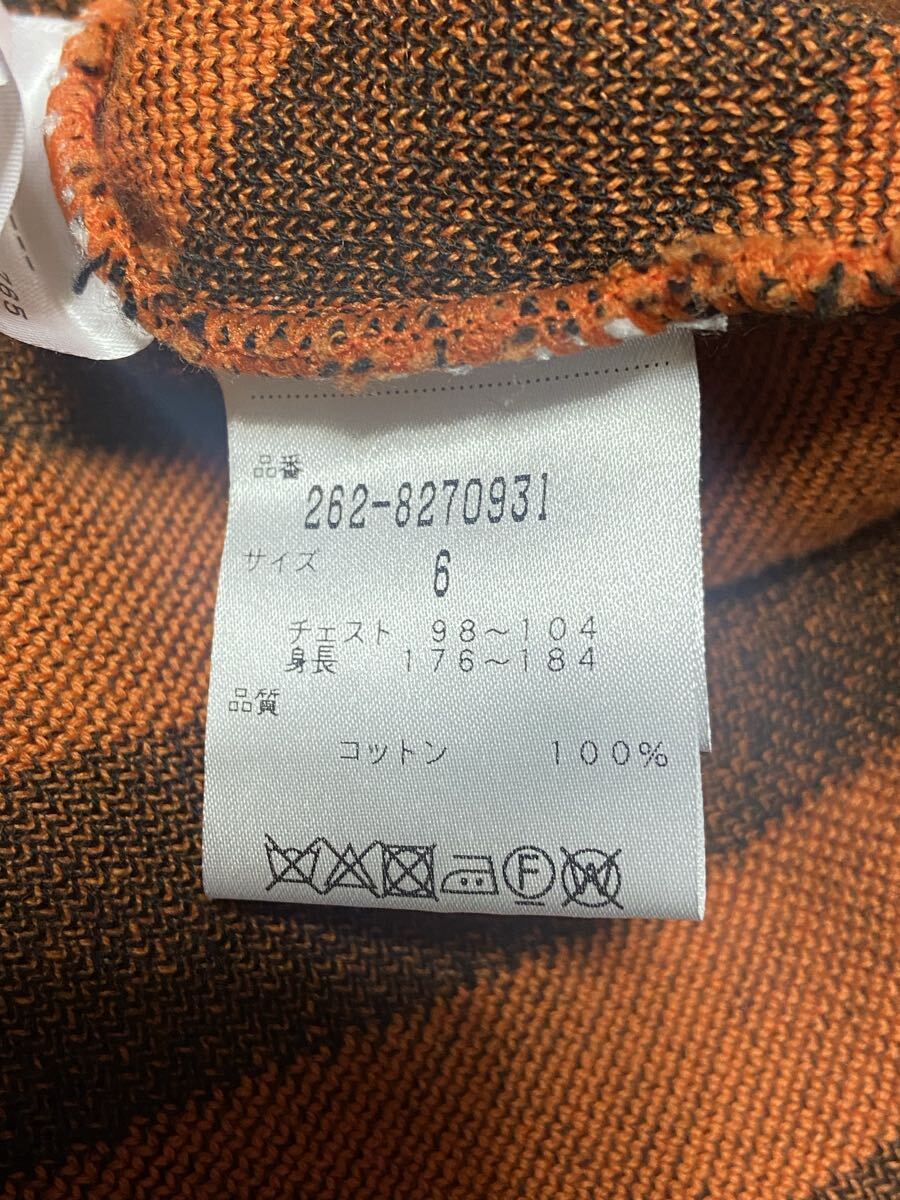 165
品番
262-8270931
サイズ 6
チェスト 98～104
身長 176～184
品質
コットン 100%
F W